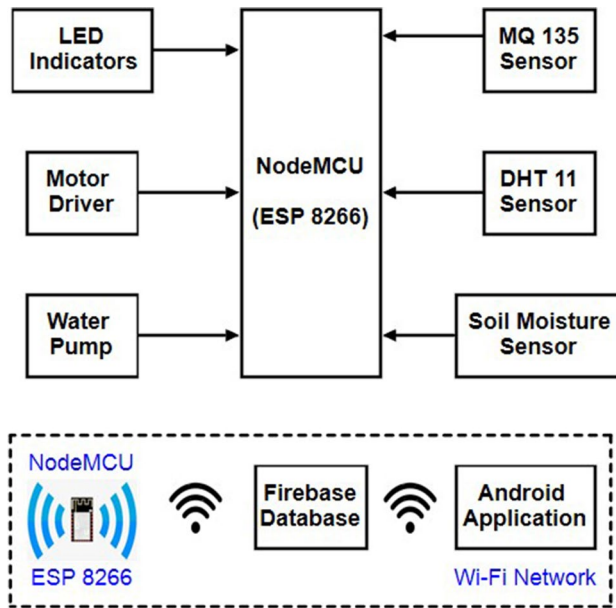 LED
Indicators
MQ 135
Sensor
NodeMCU
(ESP 8266)
Motor
Driver
DHT 11
Sensor
Water
Pump
Soil Moisture
Sensor
NodeMCU
ESP 8266
Firebase
Database
Android
Application
Wi-Fi Network